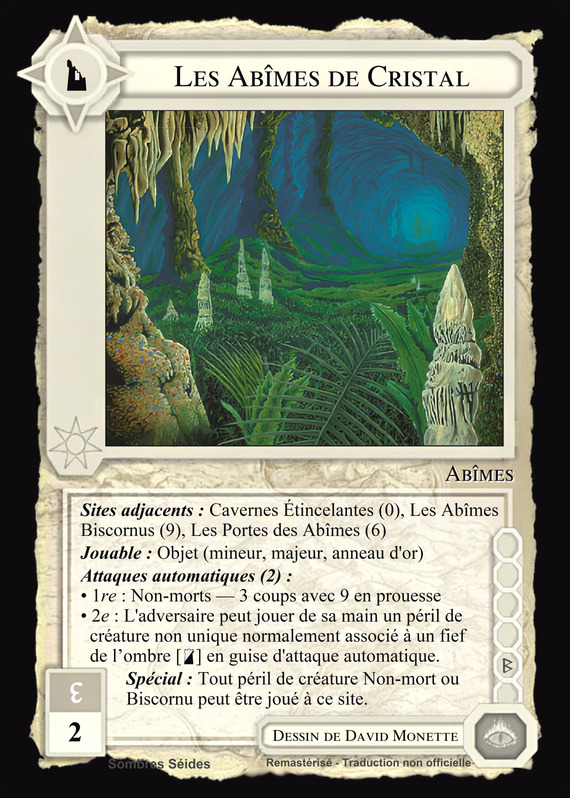 Les Abîmes de Cristal
Abîmes
Sites adjacents : Cavernes Étincelantes (0), Les Abîmes
Biscornus (9), Les Portes des Abîmes (6)
Jouable : Objet (mineur, majeur, anneau d'or)
Attaques automatiques (2) :
• 1re : Non-morts — 3 coups avec 9 en prouesse
• 2e : L'adversaire peut jouer de sa main un péril de
créature non unique normalement associé à un fief
de l’ombre [ ] en guise d'attaque automatique.
Spécial : Tout péril de créature Non-mort ou
Biscornu peut être joué à ce site.
2
Dessin de David Monette
Sombres Séides
Remastérisé - Traduction non officielle